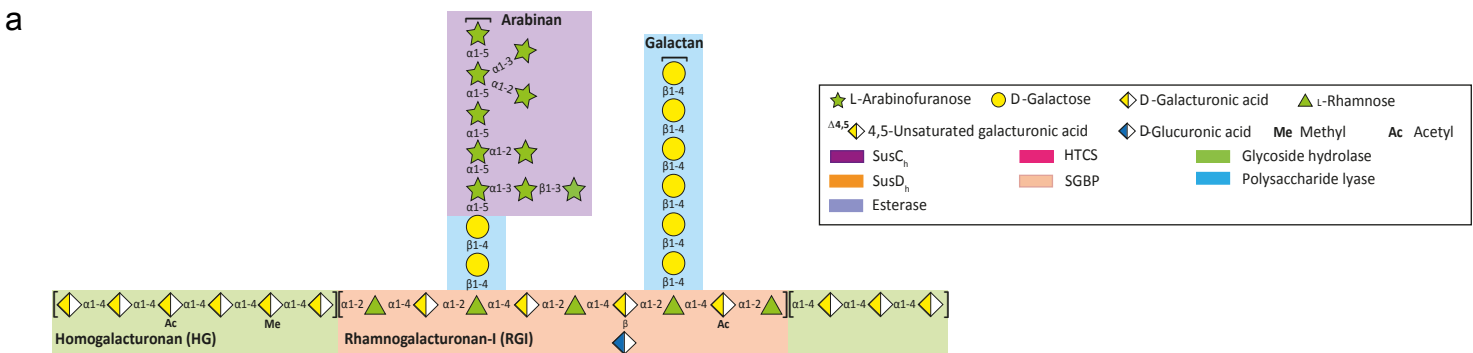 a
Arabinan
α1-5
α1-3
α1-2
α1-5
α1-5
α1-2
α1-5
α1-3 β1-3
α1-5
β1-4
β1-4
Galactan
β1-4
β1-4
β1-4
β1-4
β1-4
β1-4
[ α1-4 α1-4 α1-4 α1-4 α1-4 ] [ α1-2 α1-4 α1-2 α1-4 α1-2 α1-4 α1-2 α1-4 α1-2 ] [ α1-4 α1-4 α1-4 ]
Ac Me β Ac
Homogalacturonan (HG) Rhamnogalacturonan-I (RGI)
L-Arabinofuranose D-Galactose D-Galacturonic acid L-Rhamnose
Δ4,5 4,5-Unsaturated galacturonic acid D-Glucuronic acid Me Methyl Ac Acetyl
SusCh HTCS Glycoside hydrolase
SusDh SGBP Polysaccharide lyase
Esterase